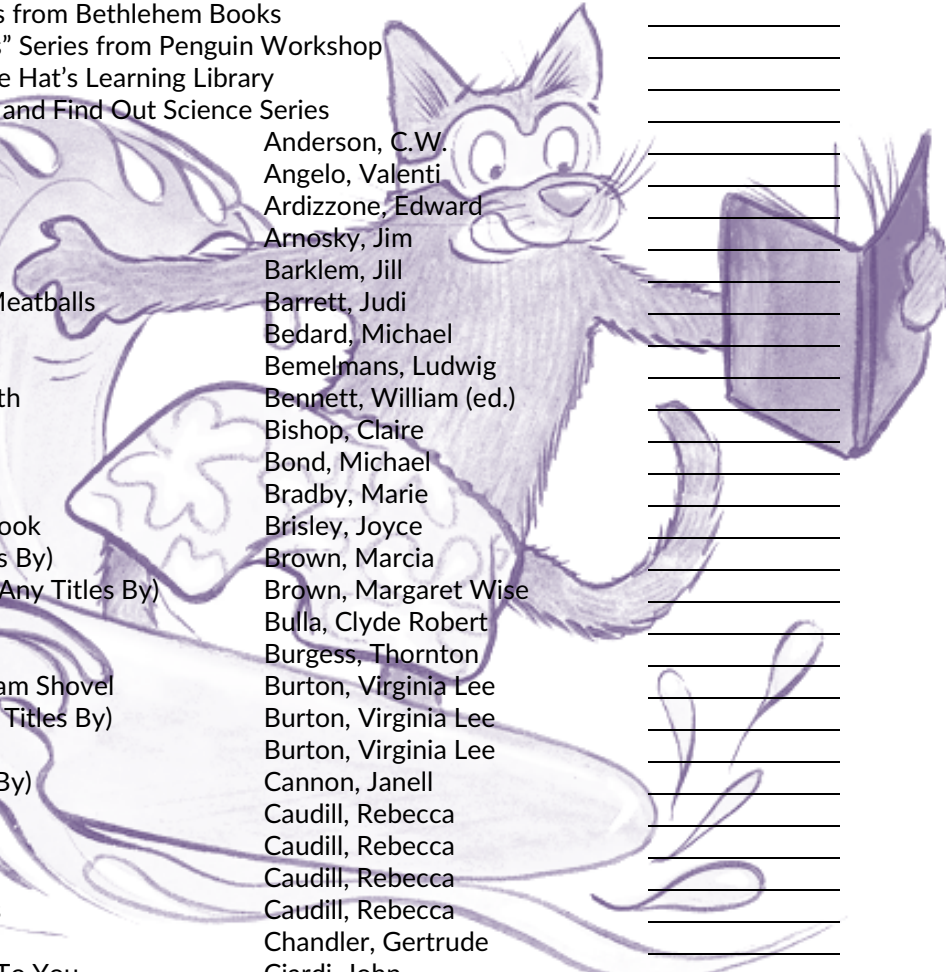 s from Bethlehem Books
s” Series from Penguin Workshop
e Hat’s Learning Library
and Find Out Science Series
Anderson, C.W.
Angelo, Valenti
Ardizzone, Edward
Arnosky, Jim
Barklem, Jill
Meatballs Barrett, Judi
Bedard, Michael
Bemelmans, Ludwig
th Bennett, William (ed.)
Bishop, Claire
Bond, Michael
Bradby, Marie
ook Brisley, Joyce
s By) Brown, Marcia
Any Titles By) Brown, Margaret Wise
Bulla, Clyde Robert
Burgess, Thornton
am Shovel Burton, Virginia Lee
Titles By) Burton, Virginia Lee
Burton, Virginia Lee
By) Cannon, Janell
Caudill, Rebecca
Caudill, Rebecca
Caudill, Rebecca
Caudill, Rebecca
Chandler, Gertrude
To You Ciardi, John